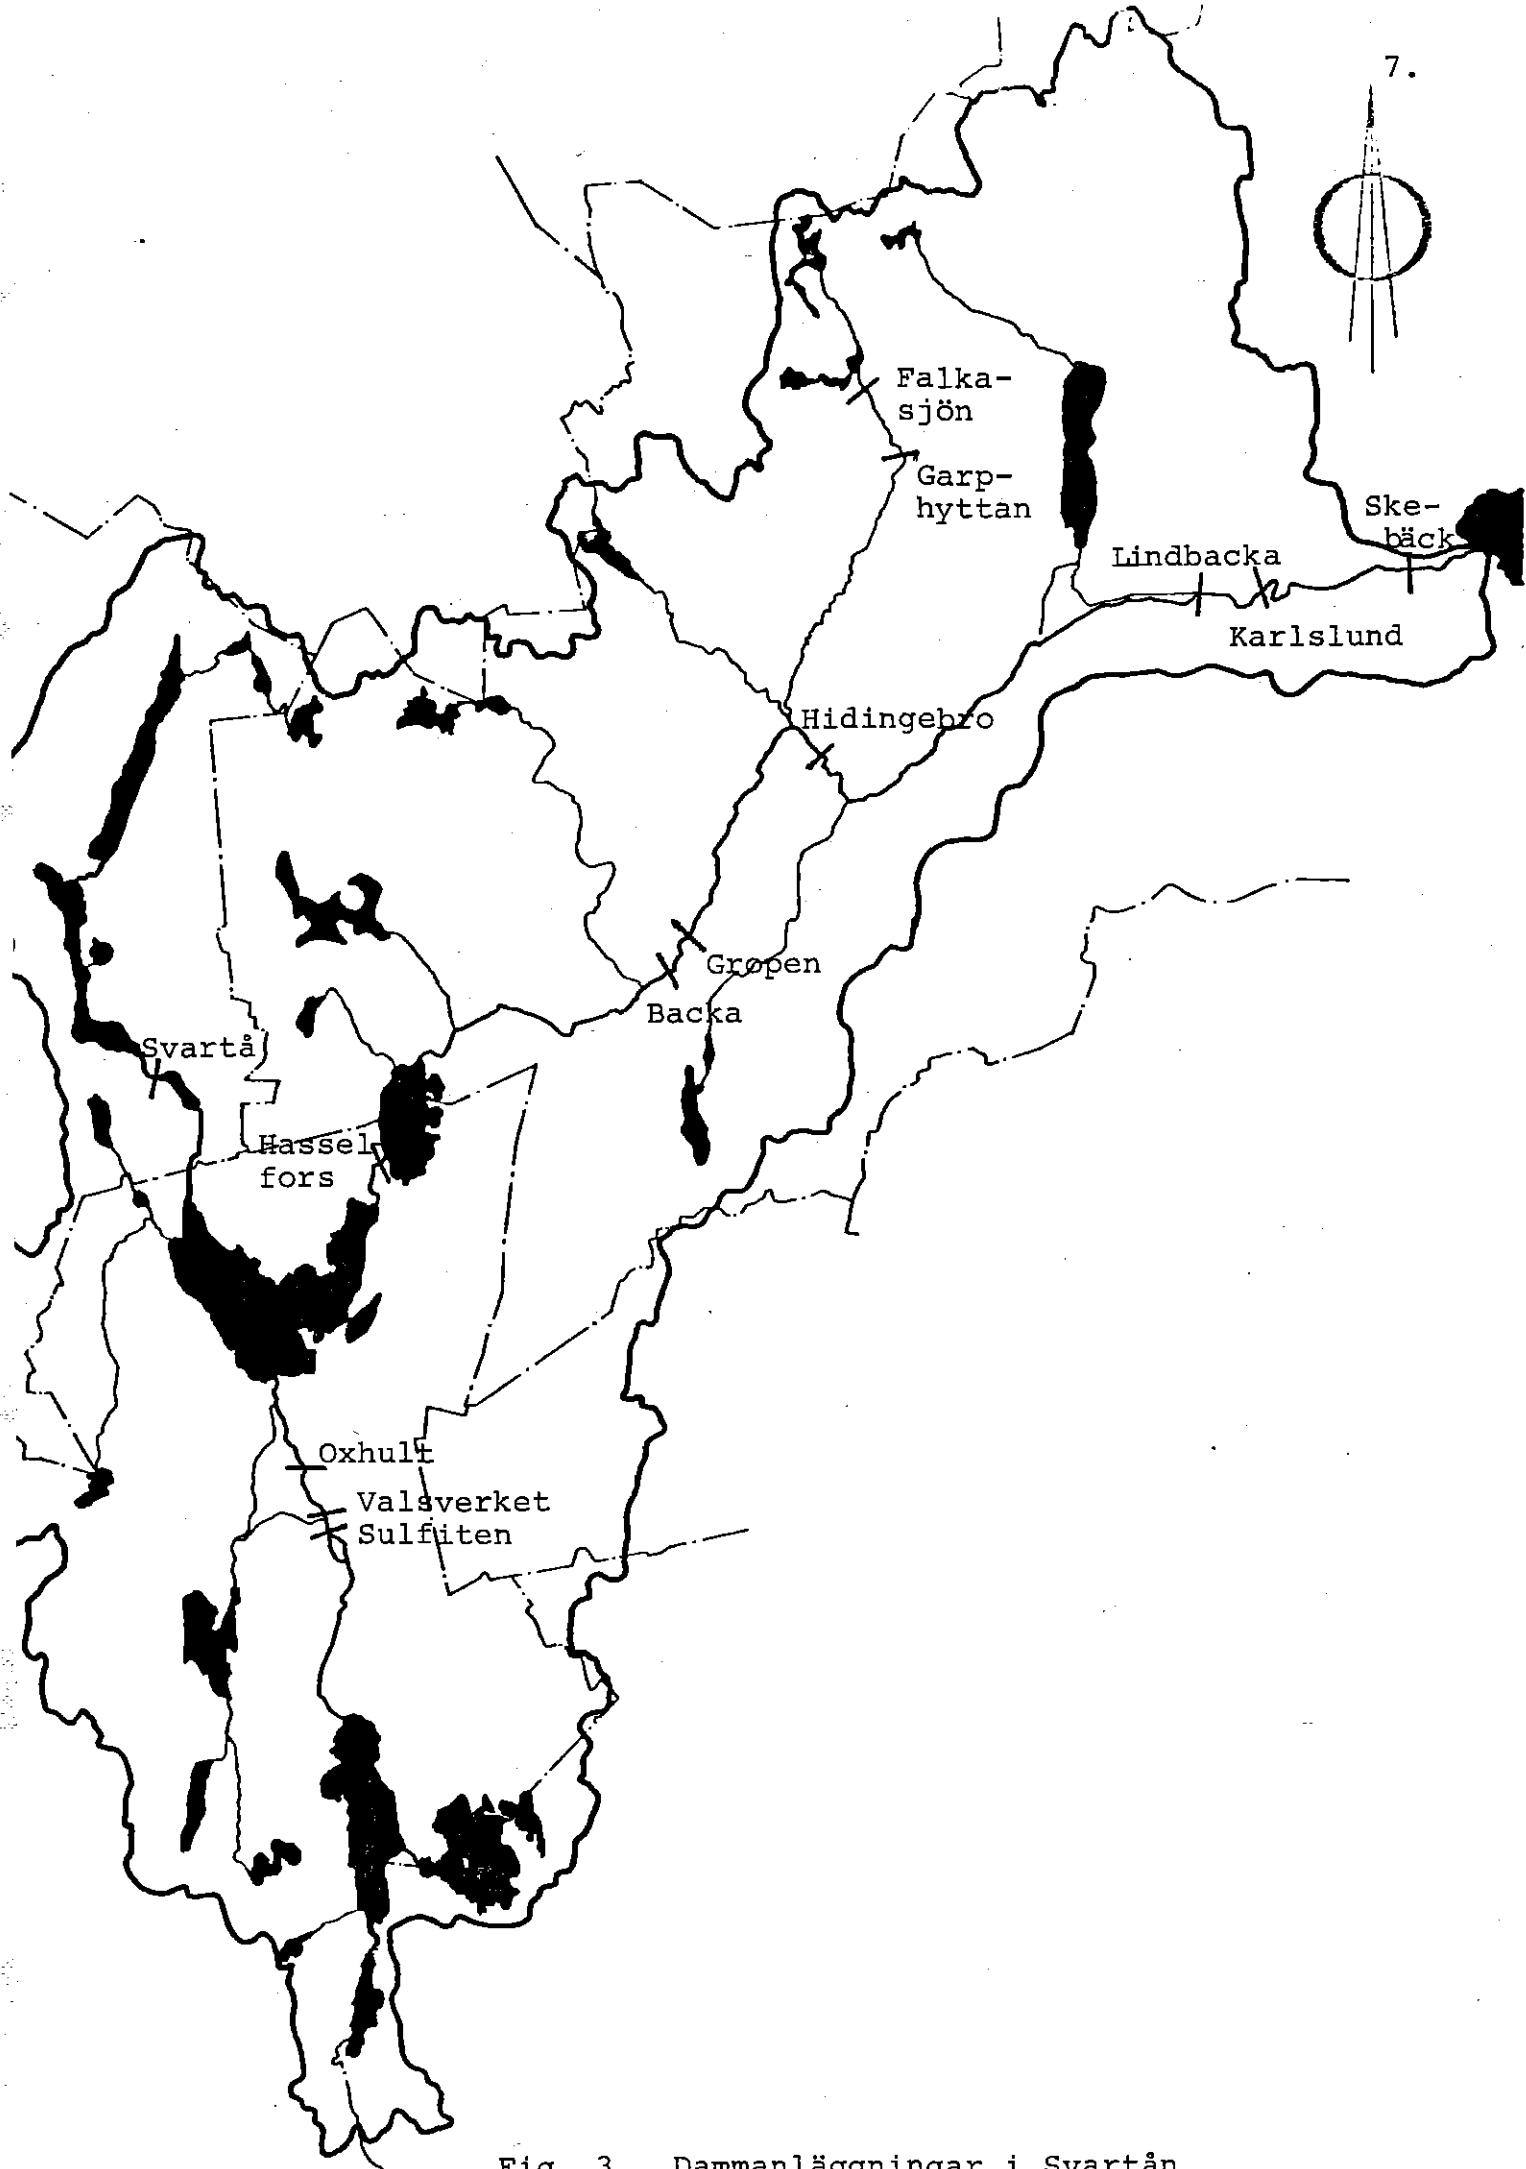 7.
Falka-
sjön
Garp-
hyttan
Ske-
bäck
Lindbacka
Karlslund
Hidingebro
Gropen
Backa
Svartå
Hassel
fors
Oxhult
Valsverket
Sulfiten
Fig. 3. Dammanläggningar i Svartån